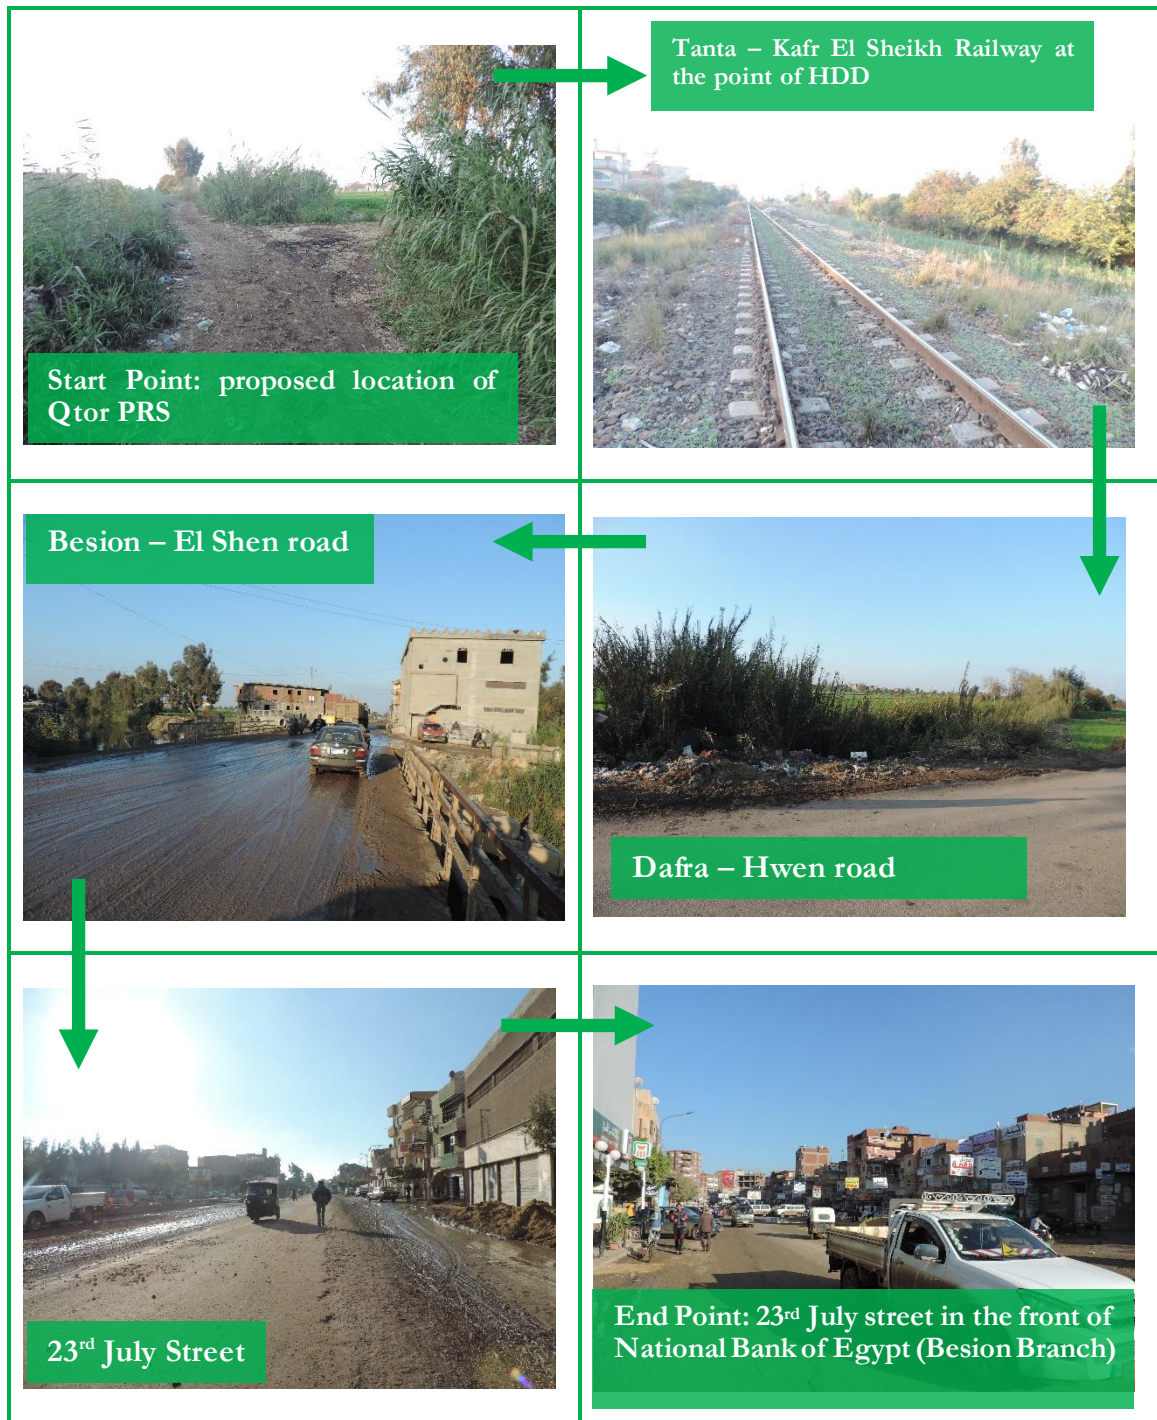 Tanta – Kafr El Sheikh Railway at
the point of HDD
Start Point: proposed location of
Qtor PRS
Besion – El Shen road
Dafra – Hwen road
23rd July Street
End Point: 23rd July street in the front of
National Bank of Egypt (Besion Branch)